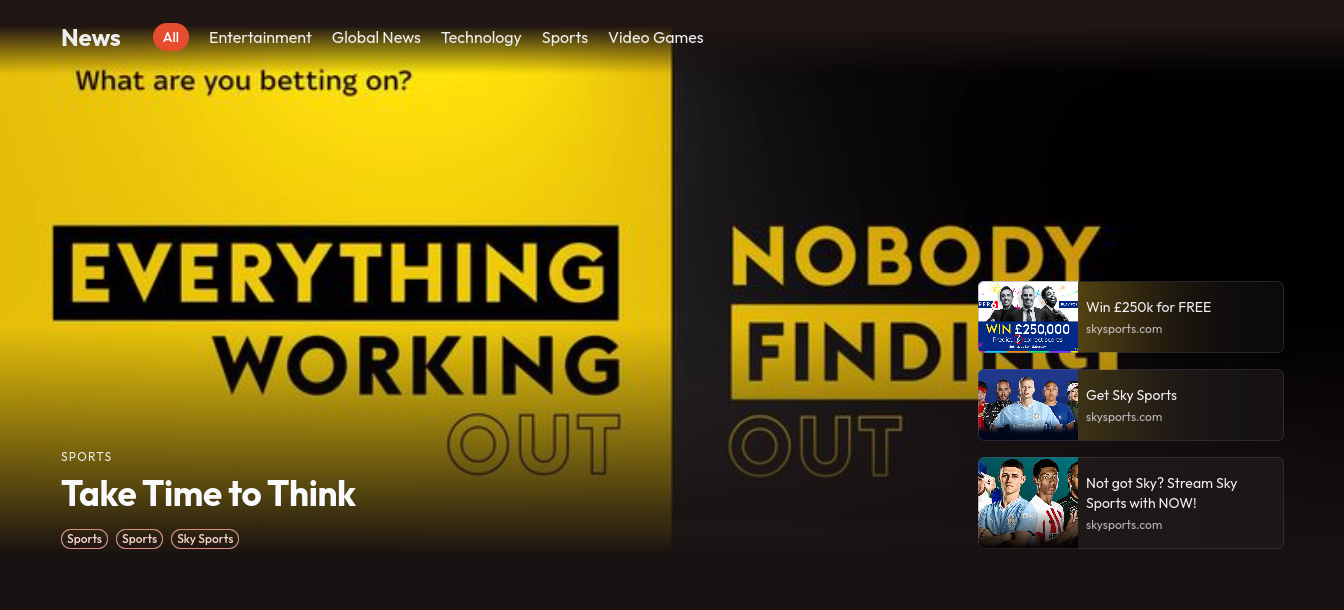 News
All
Entertainment
Global News
Technology
Sports
Video Games
What are you betting on?
EVERYTHING
WORKING
OUT
NOBODY
FINDING
OUT
SPORTS
Take Time to Think
Sports
Sports
Sky Sports
WIN £250,000
Win £250k for FREE
skysports.com
Get Sky Sports
skysports.com
Not got Sky? Stream Sky
Sports with NOW!
skysports.com